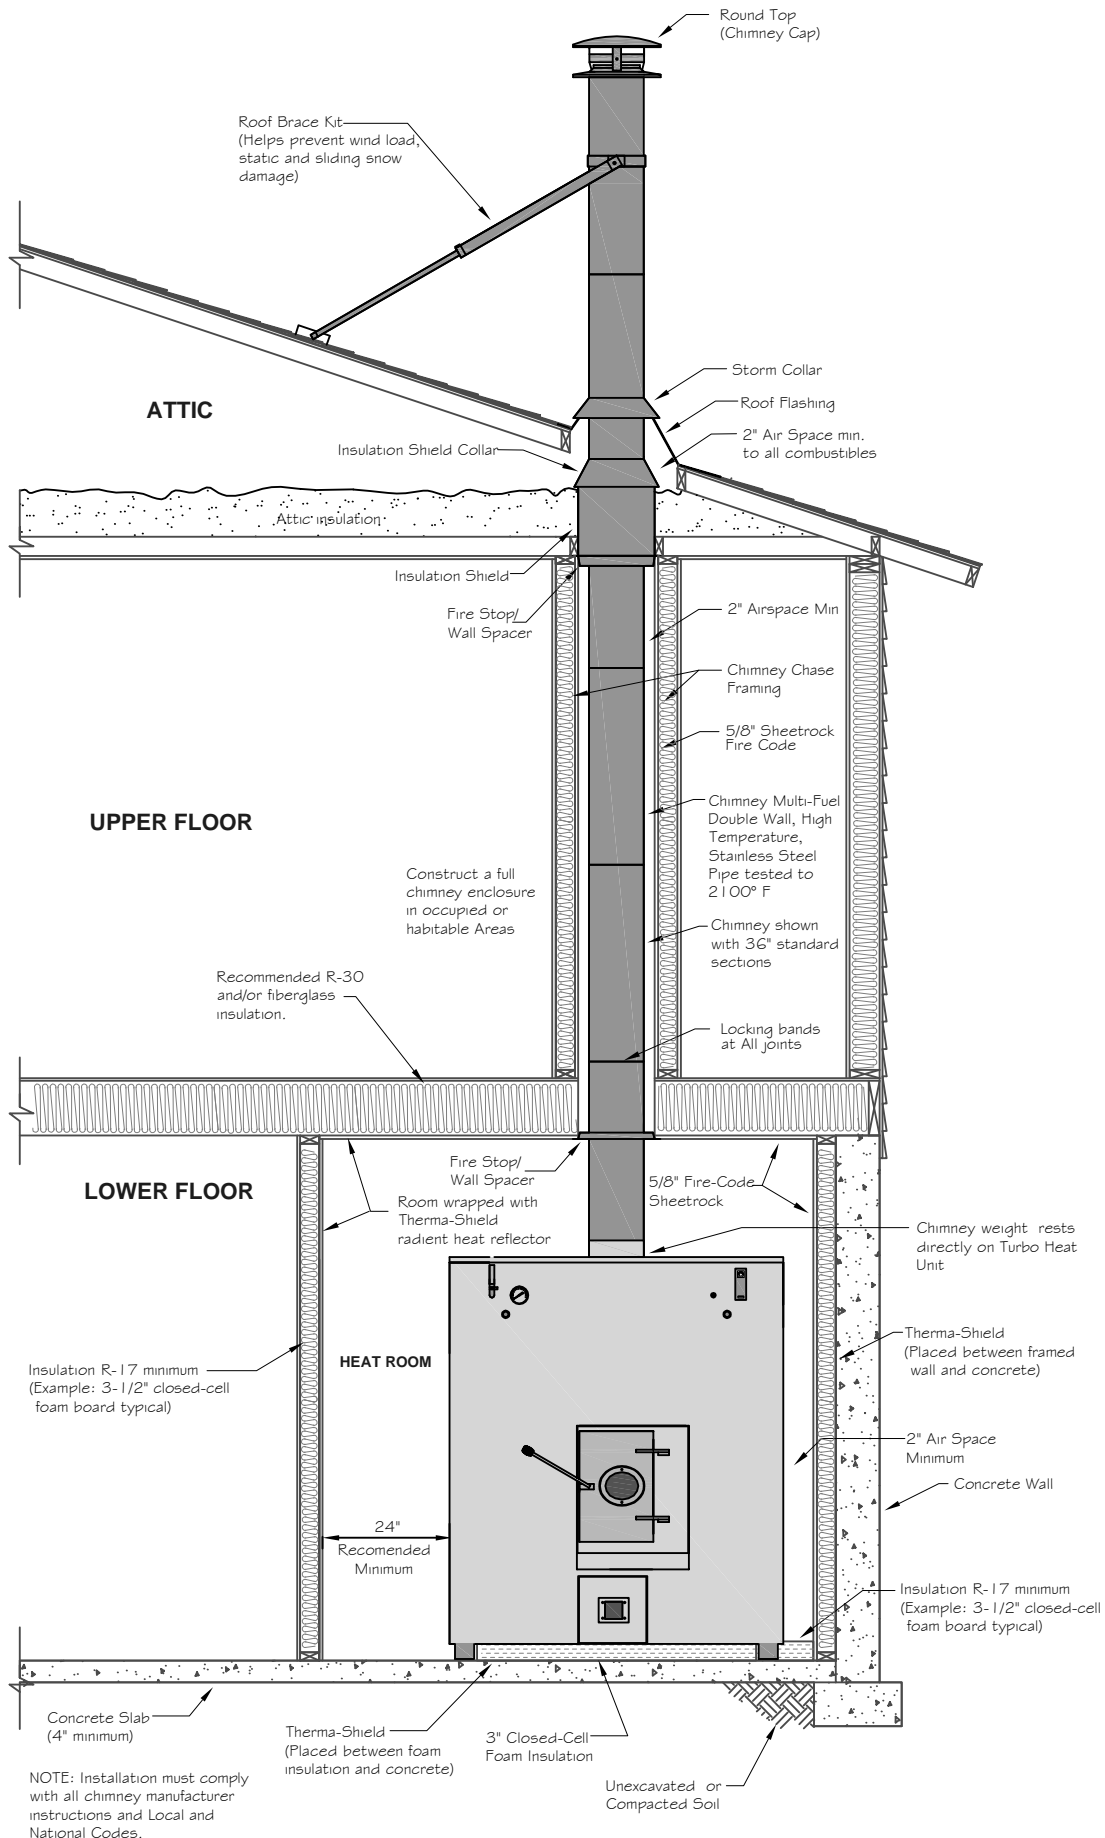 Round Top
(Chimney Cap)
Roof Brace Kit
(Helps prevent wind load,
static and sliding snow
damage)
Storm Collar
Roof Flashing
ATTIC
2" Air Space min.
to all combustibles
Insulation Shield Collar
Attic insulation
Insulation Shield
Fire Stop/
Wall Spacer
2" Airspace Min
Chimney Chase
Framing
5/8" Sheetrock
Fire Code
UPPER FLOOR
Chimney Multi-Fuel
Double Wall, High
Temperature,
Stainless Steel
Pipe tested to
2100° F
Construct a full
chimney enclosure
in occupied or
habitable Areas
Chimney shown
with 36" standard
sections
Recommended R-30
and/or fiberglass
insulation.
Locking bands
at All joints
Fire Stop/
Wall Spacer
5/8" Fire-Code
Sheetrock
LOWER FLOOR
Room wrapped with
Therma-Shield
radient heat reflector
Chimney weight rests
directly on Turbo Heat
Unit
Therma-Shield
(Placed between framed
wall and concrete)
HEAT ROOM
Insulation R-17 minimum
(Example: 3-1/2" closed-cell
foam board typical)
2" Air Space
Minimum
Concrete Wall
24"
Recomended
Minimum
Insulation R-17 minimum
(Example: 3-1/2" closed-cell
foam board typical)
Concrete Slab
(4" minimum)
Therma-Shield
(Placed between foam
insulation and concrete)
3" Closed-Cell
Foam Insulation
Unexcavated or
Compacted Soil
NOTE: Installation must comply
with all chimney manufacturer
instructions and Local and
National Codes.